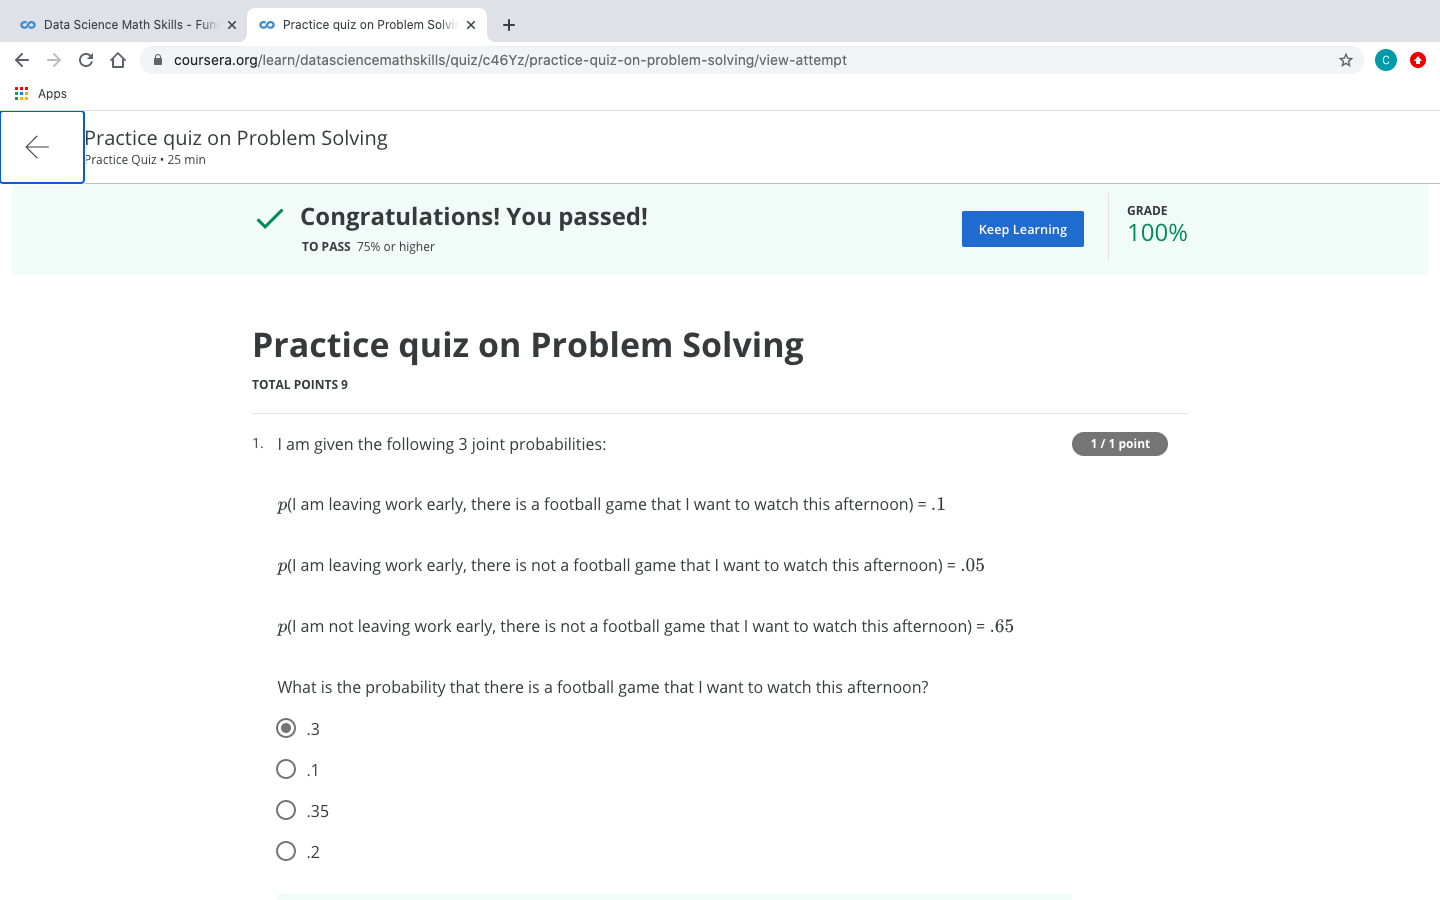 Data Science Math Skills - Fun
Practice quiz on Problem Solvi
coursera.org/learn/datasciencemathskills/quiz/c46Yz/practice-quiz-on-problem-solving/view-attempt
C
Apps
Practice quiz on Problem Solving
Practice Quiz • 25 min
Congratulations! You passed!
TO PASS 75% or higher
Keep Learning
GRADE
100%
Practice quiz on Problem Solving
TOTAL POINTS 9
1. I am given the following 3 joint probabilities:
1 / 1 point
p(I am leaving work early, there is a football game that I want to watch this afternoon) = .1
p(I am leaving work early, there is not a football game that I want to watch this afternoon) = .05
p(I am not leaving work early, there is not a football game that I want to watch this afternoon) = .65
What is the probability that there is a football game that I want to watch this afternoon?
.3
.1
.35
.2